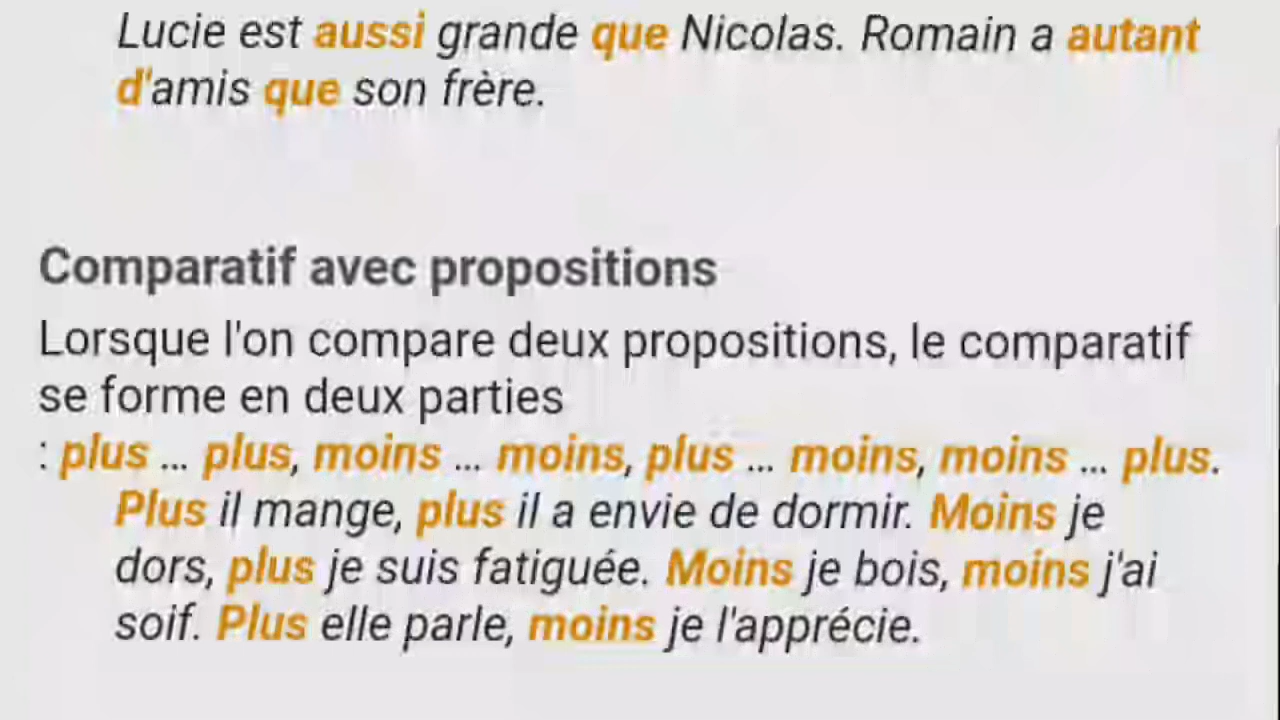 Lucie est aussi grande que Nicolas. Romain a autant
d'amis que son frère.
Comparatif avec propositions
Lorsque l'on compare deux propositions, le comparatif
se forme en deux parties
: plus ... plus, moins ... moins, plus ... moins, moins ... plus.
Plus il mange, plus il a envie de dormir. Moins je
dors, plus je suis fatiguée. Moins je bois, moins j'ai
soif. Plus elle parle, moins je l'apprécie.